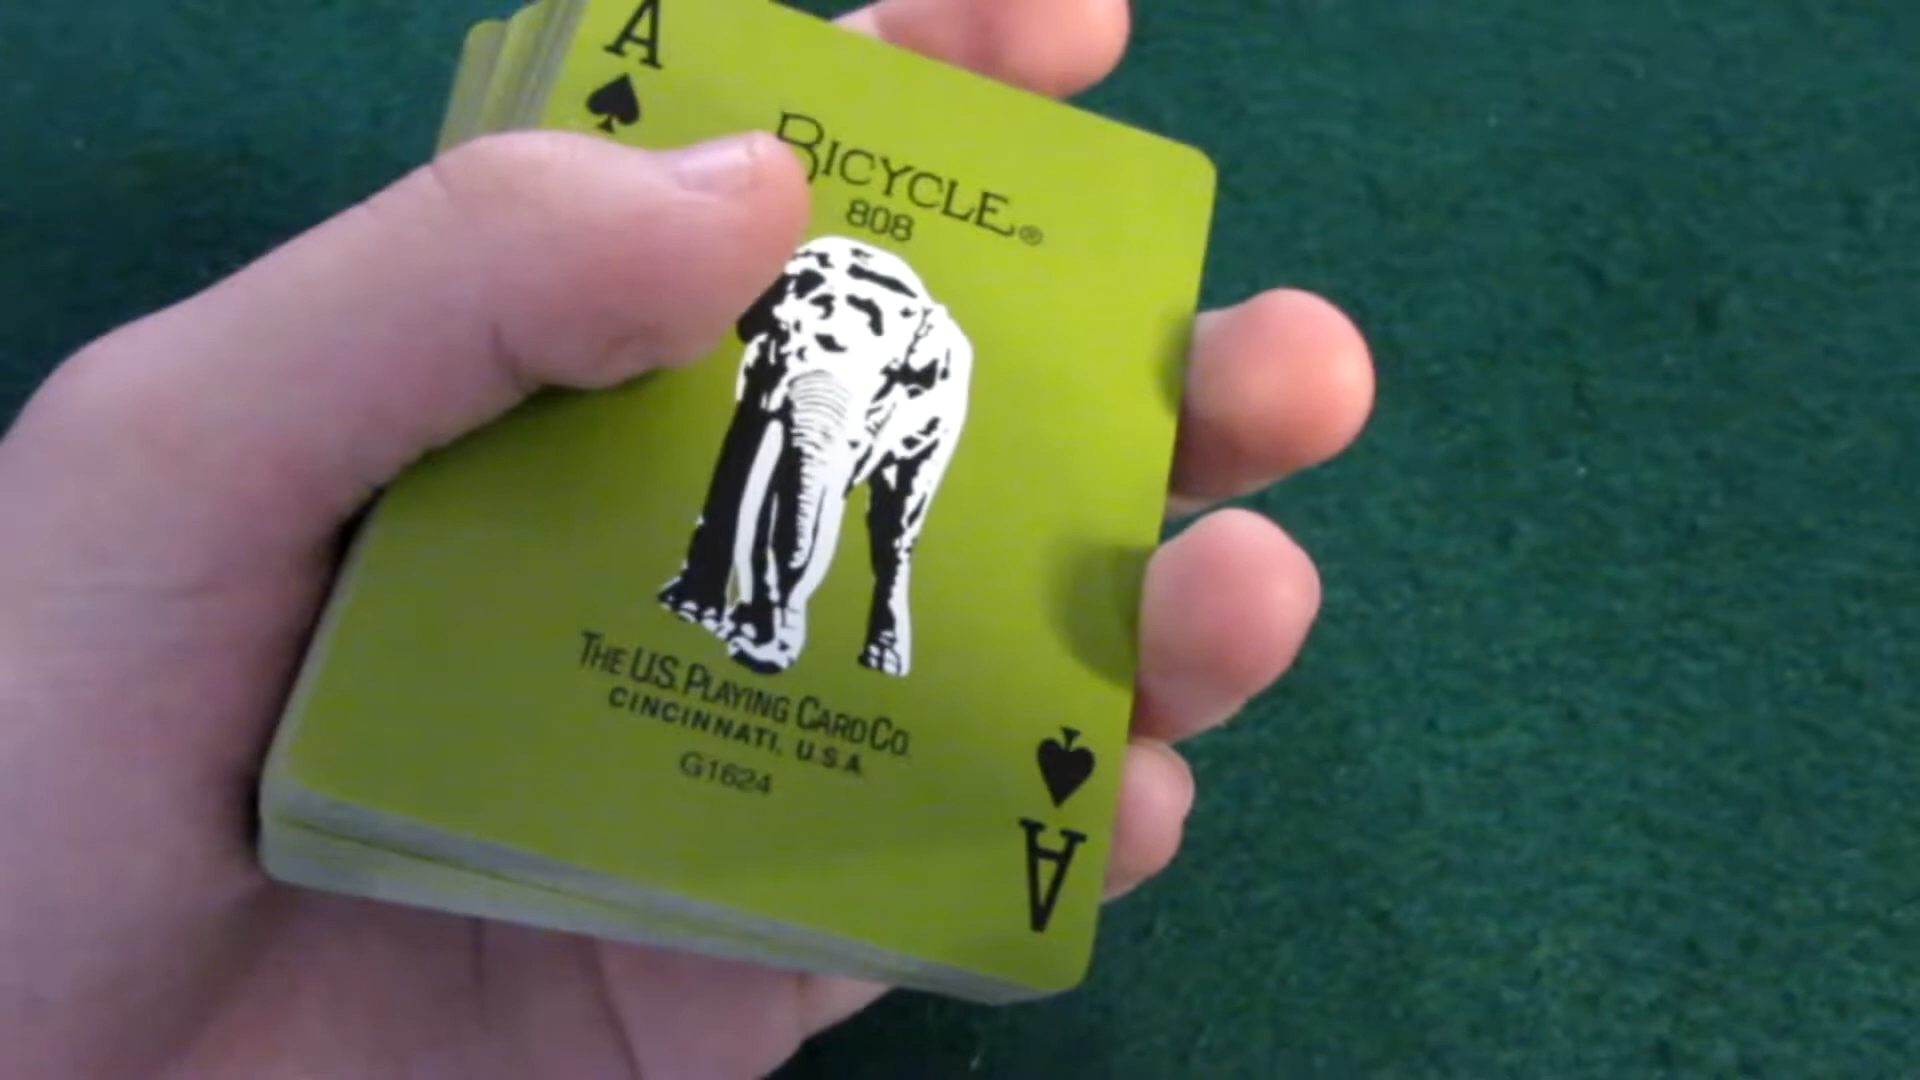 A
BICYCLE®
808
THE U.S. PLAYING CARD CO.
CINCINNATI, U.S.A.
G1624
A